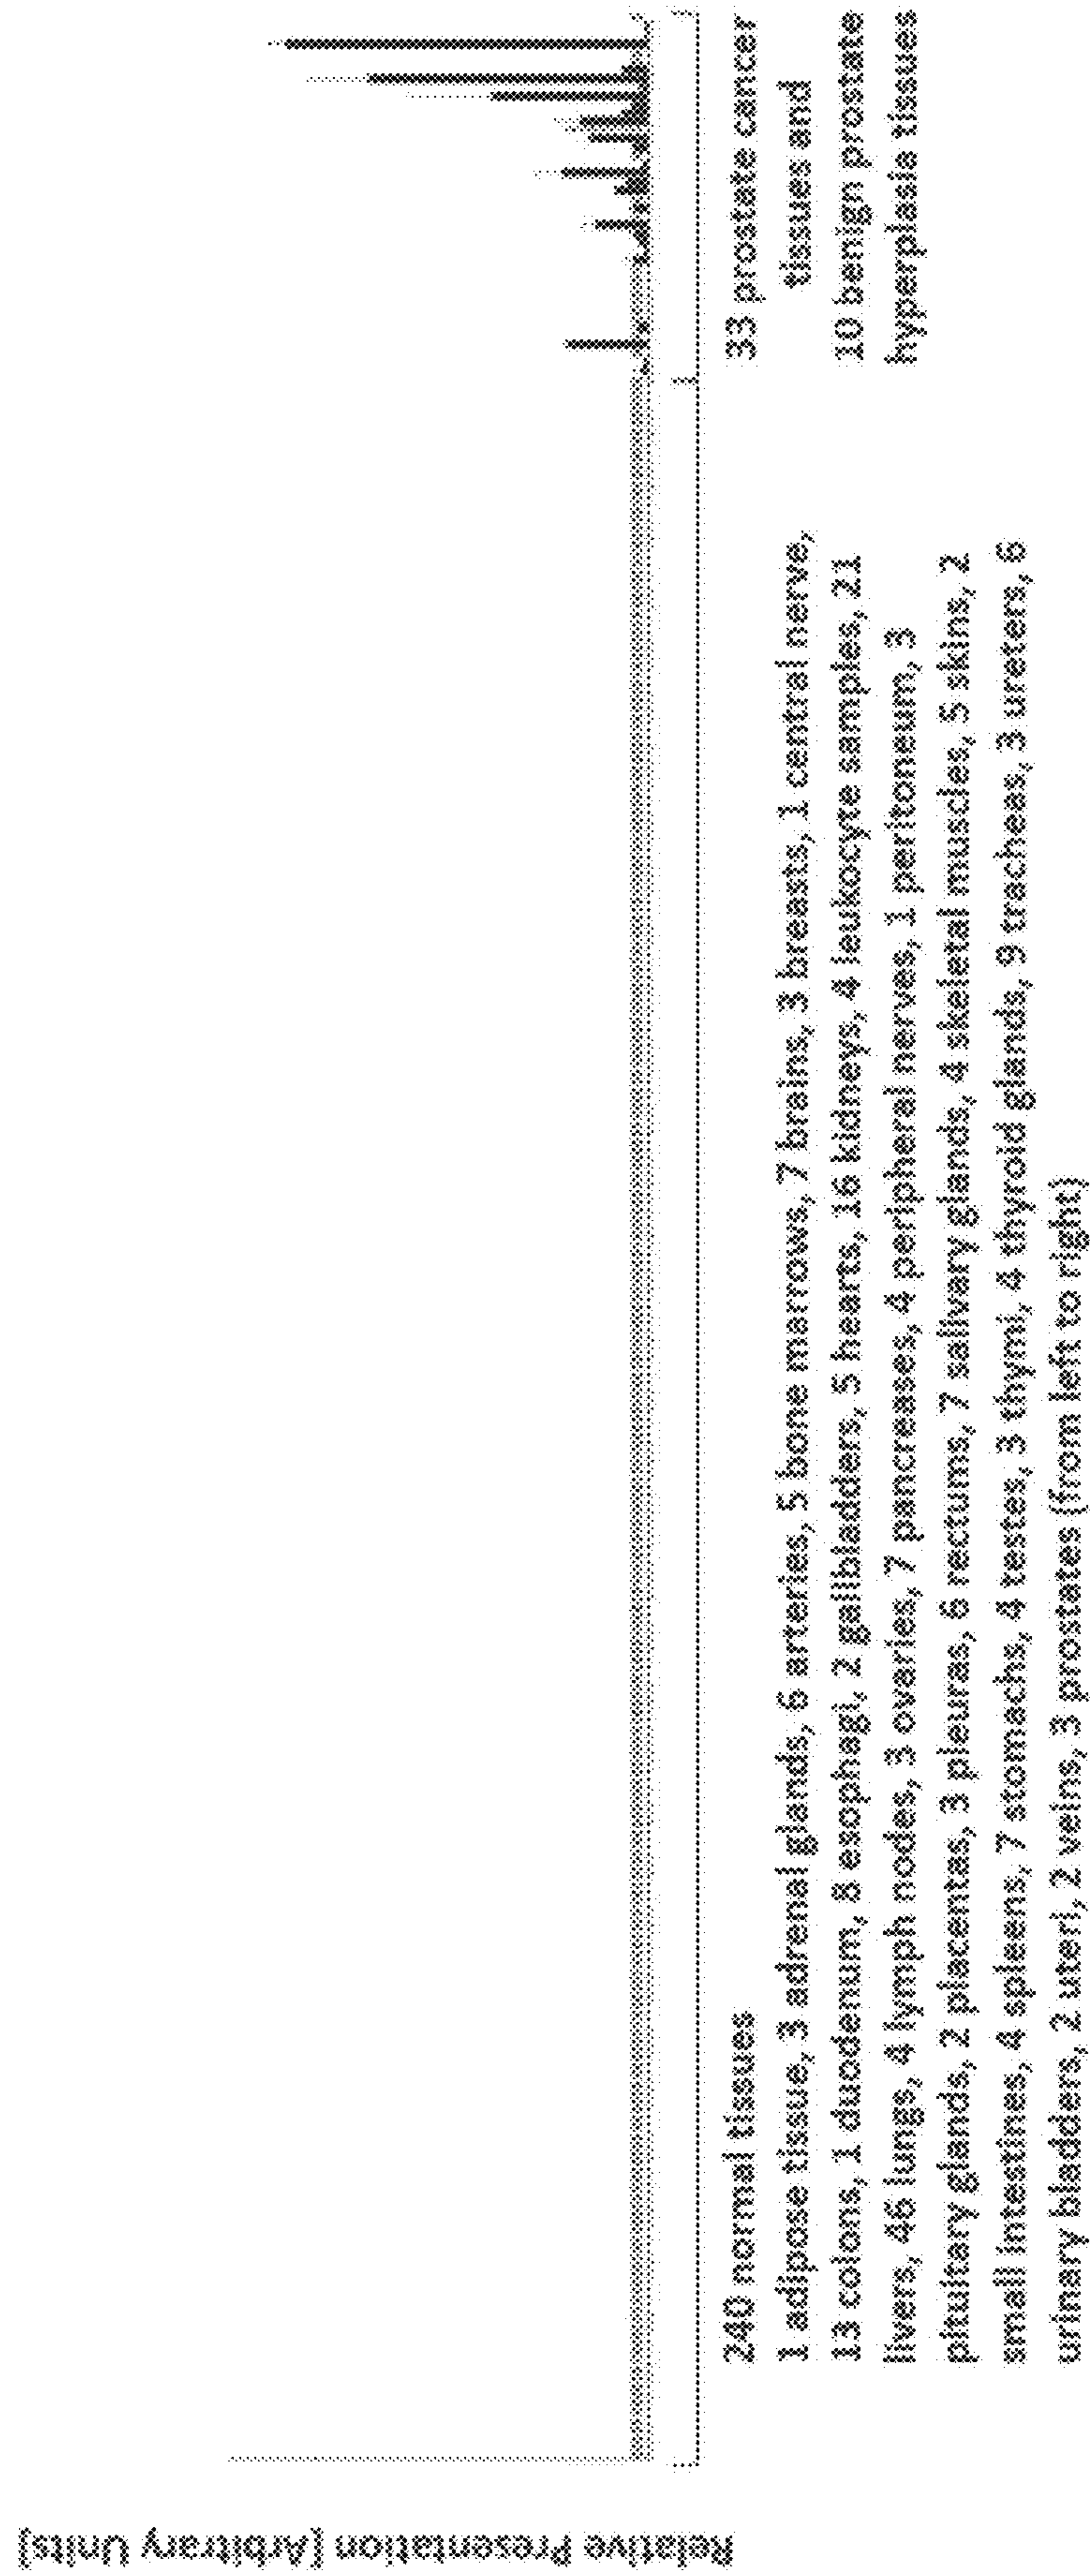 Relative Presentation [Arbitrary Units]
240 normal tissues
1 adipose tissue, 3 adrenal glands, 6 arteries, 5 bone marrows, 7 brains, 3 breasts, 1 central nerve,
13 colons, 1 duodenum, 8 esophagi, 2 gallbladders, 5 hearts, 16 kidneys, 4 leukocyte samples, 21
livers, 46 lungs, 4 lymph nodes, 3 ovaries, 7 pancreases, 4 peripheral nerves, 1 peritoneum, 3
pituitary glands, 2 placentas, 3 pleuras, 6 rectums, 7 salivary glands, 4 skeletal muscles, 5 skins, 2
small intestines, 4 spleens, 7 stomachs, 4 testes, 3 thymi, 4 thyroid glands, 9 tracheas, 3 ureters, 6
urinary bladders, 2 uteri, 2 veins, 3 prostates (from left to right)
33 prostate cancer
tissues and
10 benign prostate
hyperplasie tissues